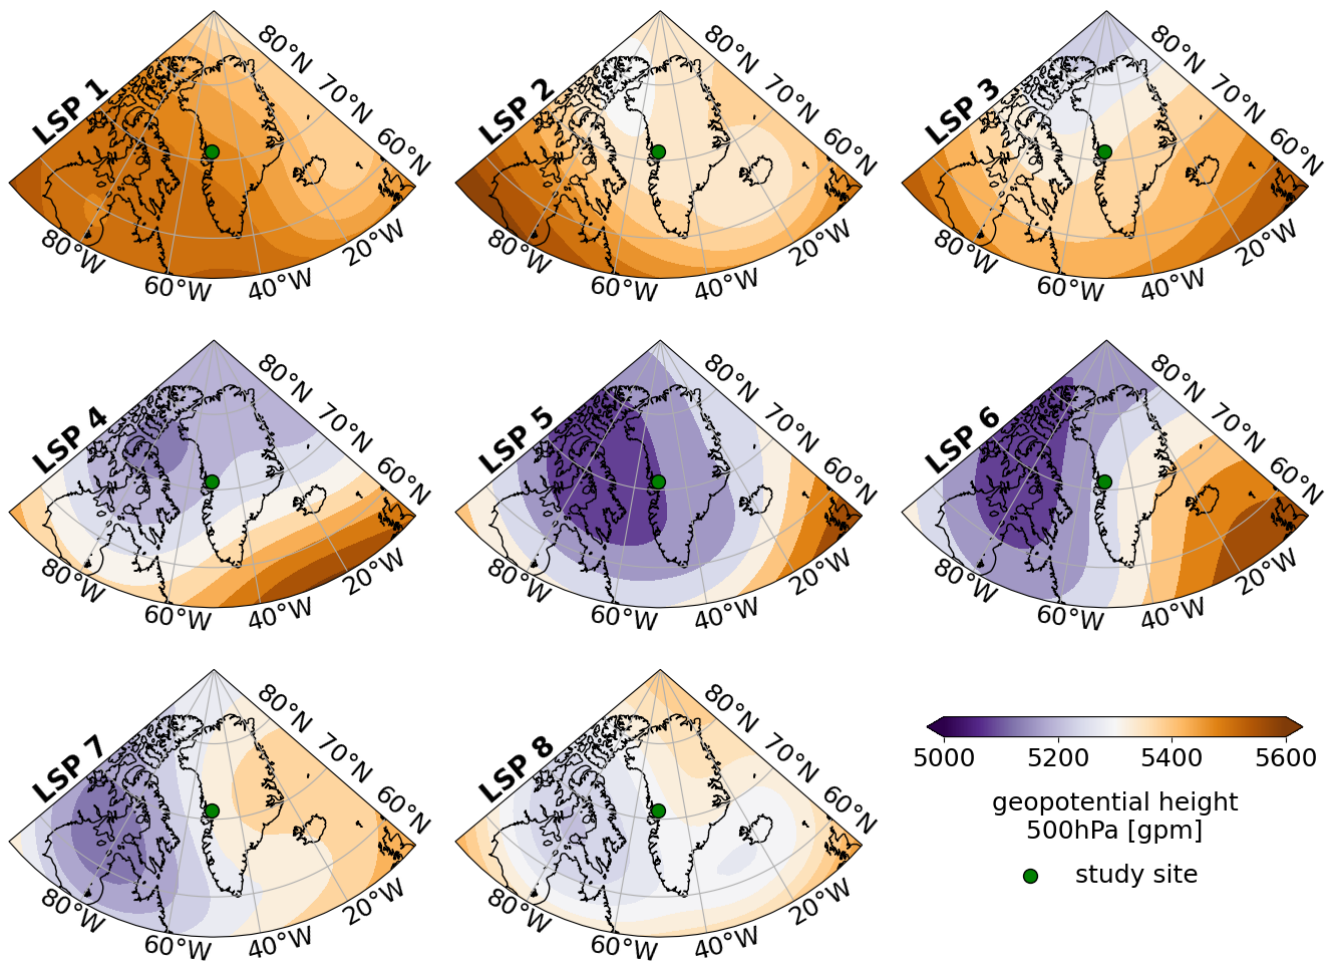 LSP 1
80°N
70°N
60°N
80°W
60°W
40°W
20°W
LSP 2
80°N
70°N
60°N
80°W
60°W
40°W
20°W
LSP 3
80°N
70°N
60°N
80°W
60°W
40°W
20°W
LSP 4
80°N
70°N
60°N
80°W
60°W
40°W
20°W
LSP 5
80°N
70°N
60°N
80°W
60°W
40°W
20°W
LSP 6
80°N
70°N
60°N
80°W
60°W
40°W
20°W
LSP 7
80°N
70°N
60°N
80°W
60°W
40°W
20°W
LSP 8
80°N
70°N
60°N
80°W
60°W
40°W
20°W
5000 5200 5400 5600
geopotential height
500hPa [gpm]
study site